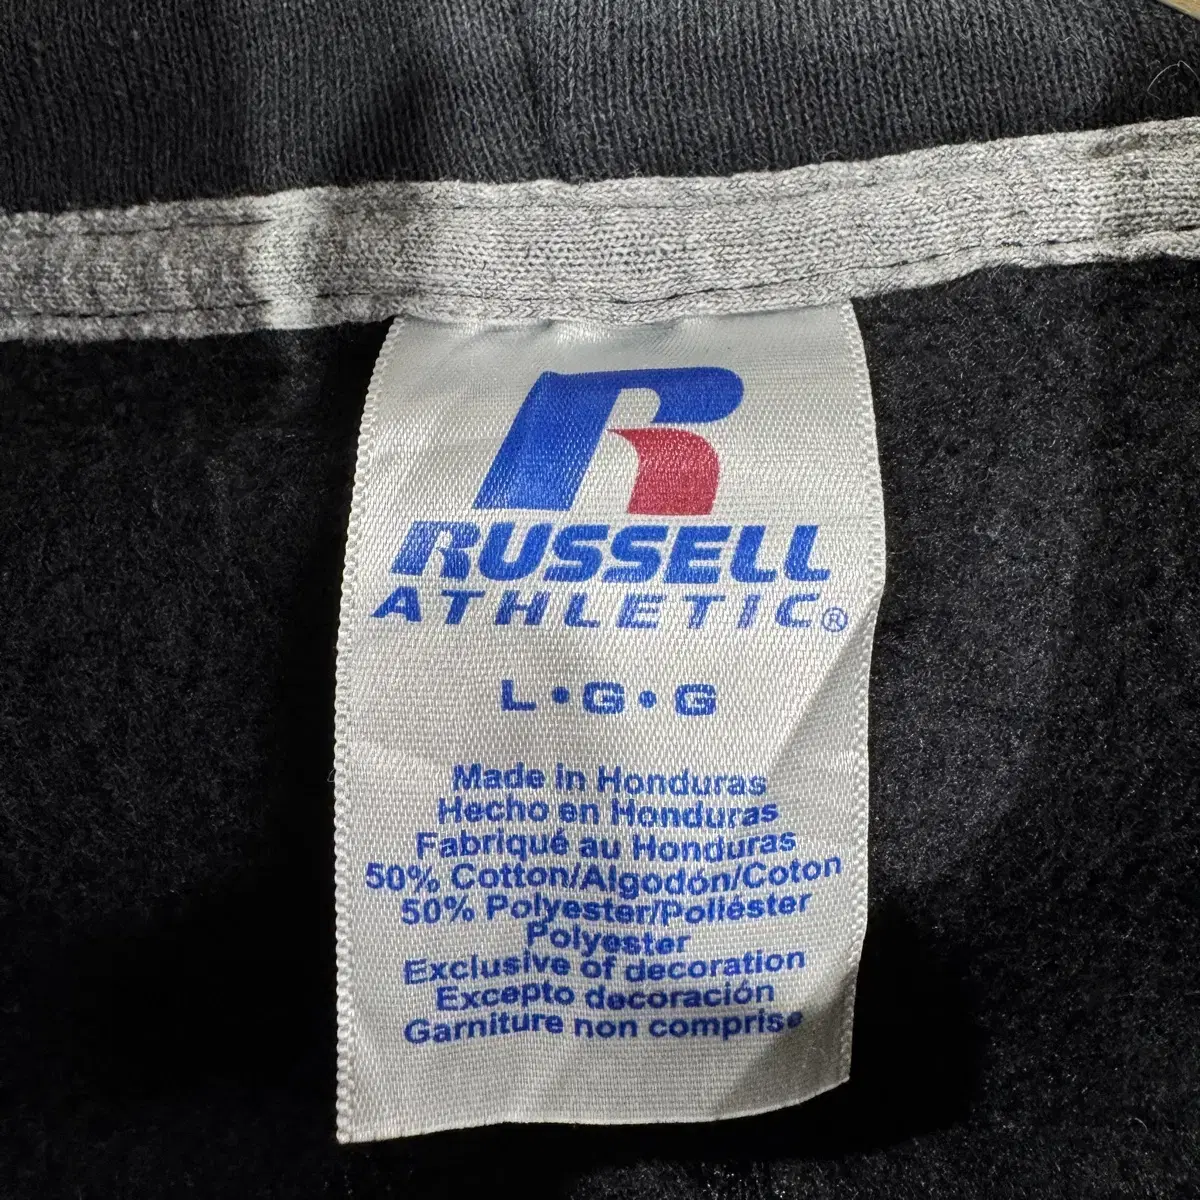 R
RUSSELL
ATHLETIC®
L•G•G
Made in Honduras
Hecho en Honduras
Fabriqué au Honduras
50% Cotton/Algodón/Coton
50% Polyester/Poliéster
Polyester
Exclusive of decoration
Excepto decoración
Garniture non comprise